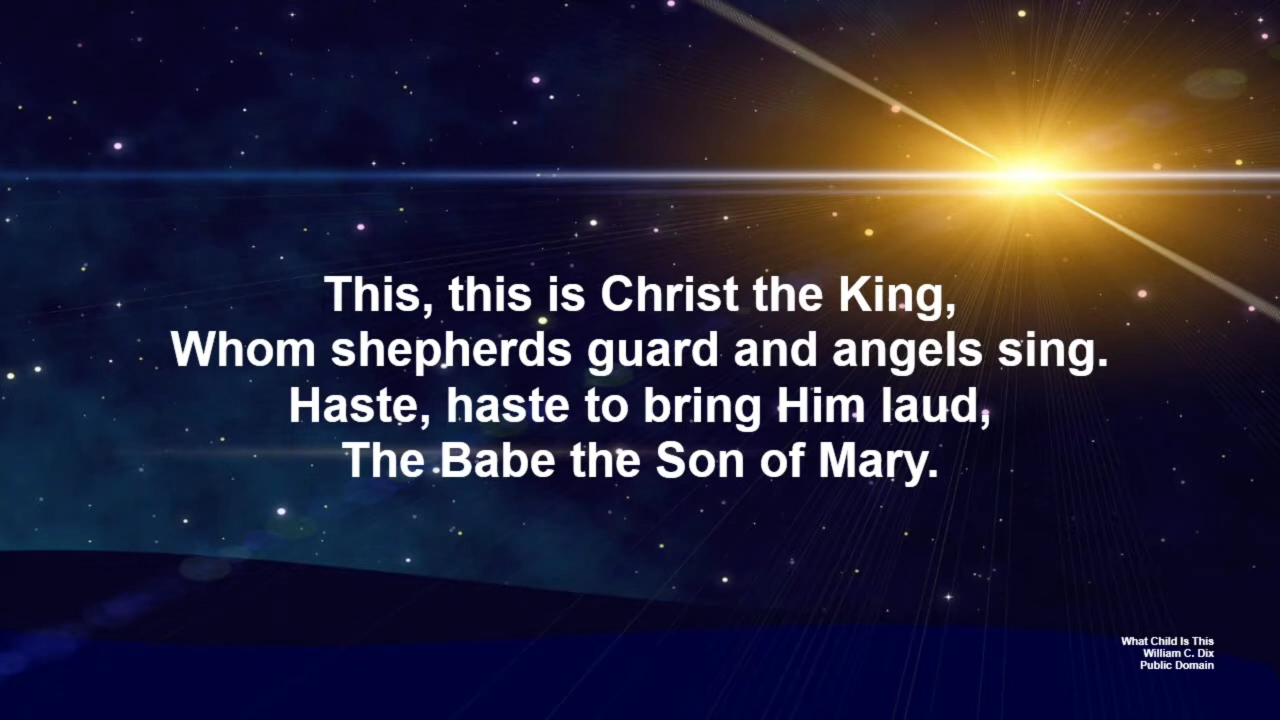 This, this is Christ the King,
Whom shepherds guard and angels sing.
Haste, haste to bring Him laud,
The Babe the Son of Mary.
What Child Is This
William C. Dix
Public Domain